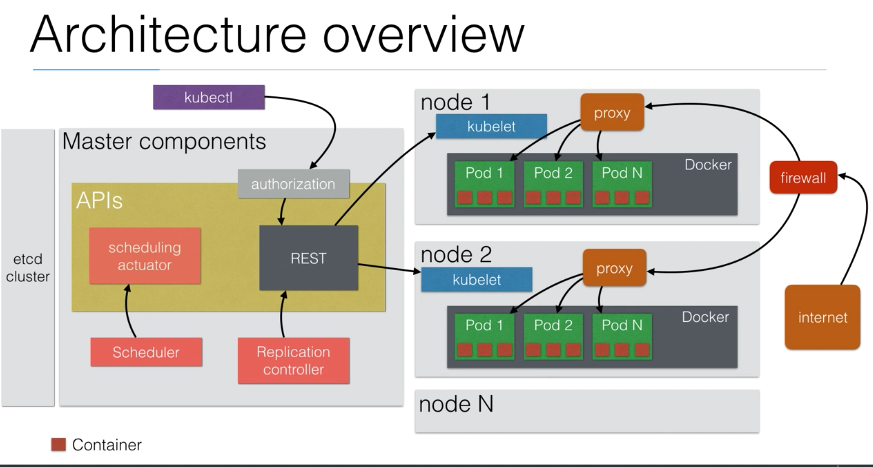 Architecture overview
kubectl
Master components
authorization
APIs
scheduling
actuator
REST
etcd
cluster
Scheduler
Replication
controller
node 1
proxy
kubelet
Docker
Pod 1
Pod 2
Pod N
firewall
node 2
proxy
kubelet
Docker
Pod 1
Pod 2
Pod N
internet
node N
Container